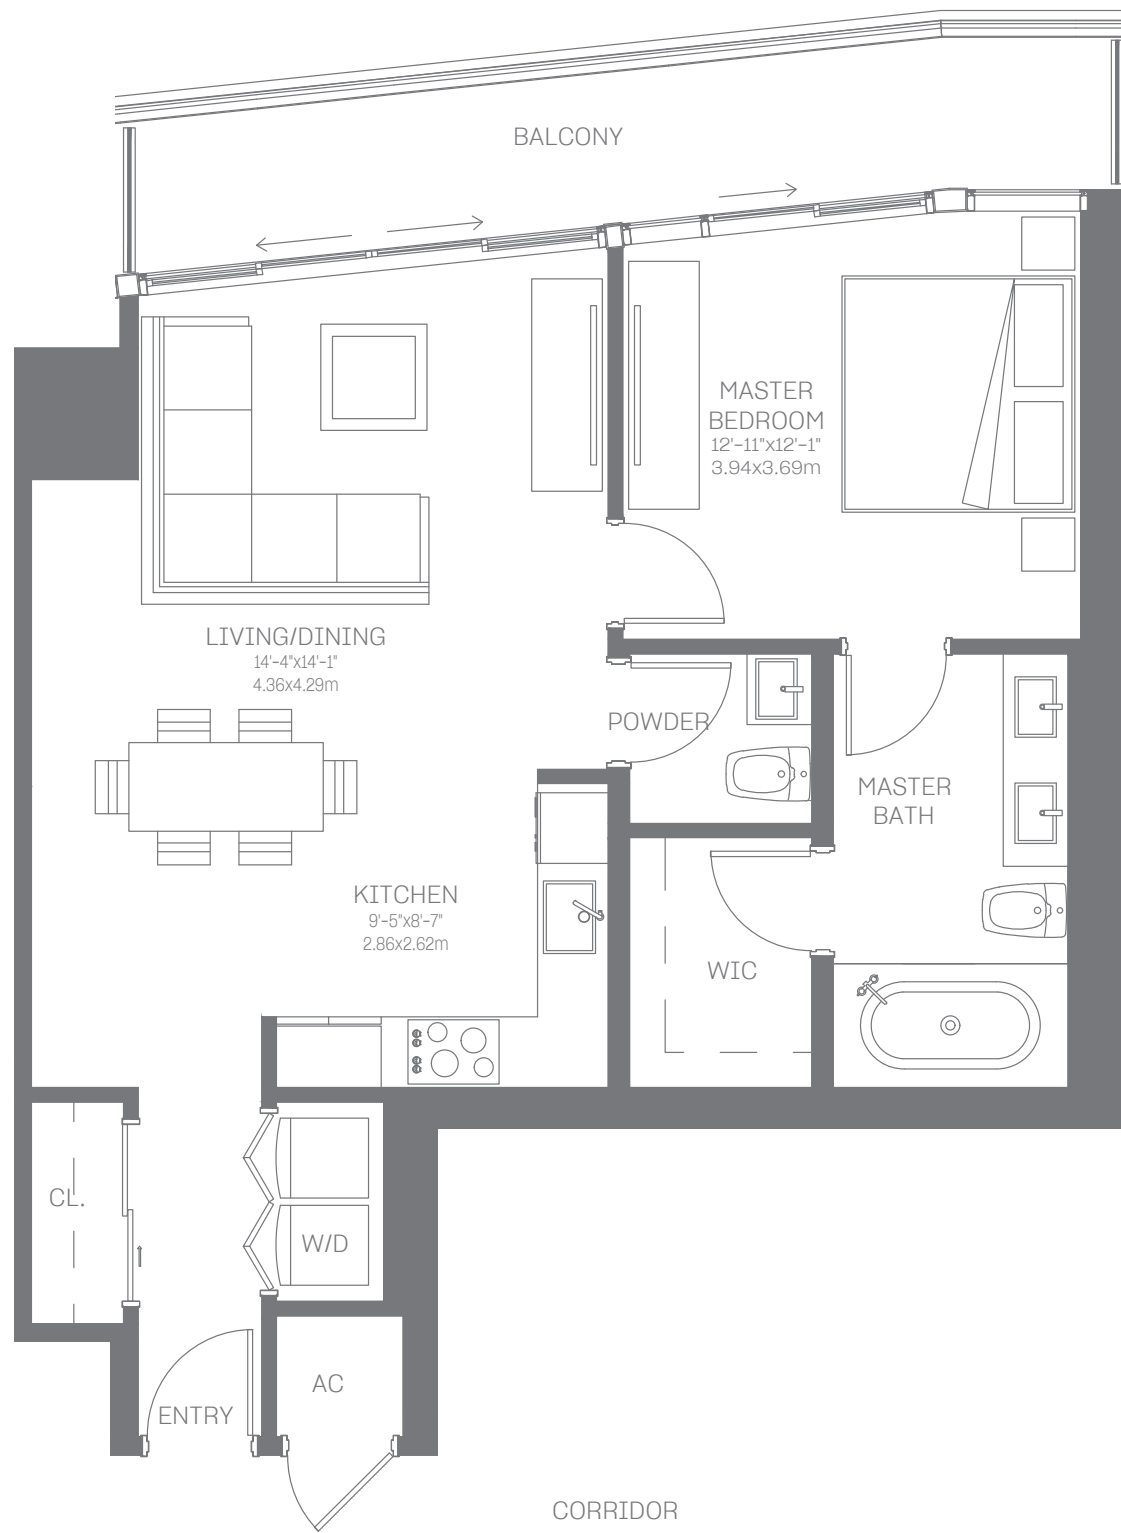 BALCONY
MASTER
BEDROOM
12'-11"x12'-1"
3.94x3.69m
LIVING/DINING
14'-4"x14'-1"
4.36x4.29m
POWDER
MASTER
BATH
KITCHEN
9'-5"x8'-7"
2.86x2.62m
WIC
CL.
W/D
AC
ENTRY
CORRIDOR